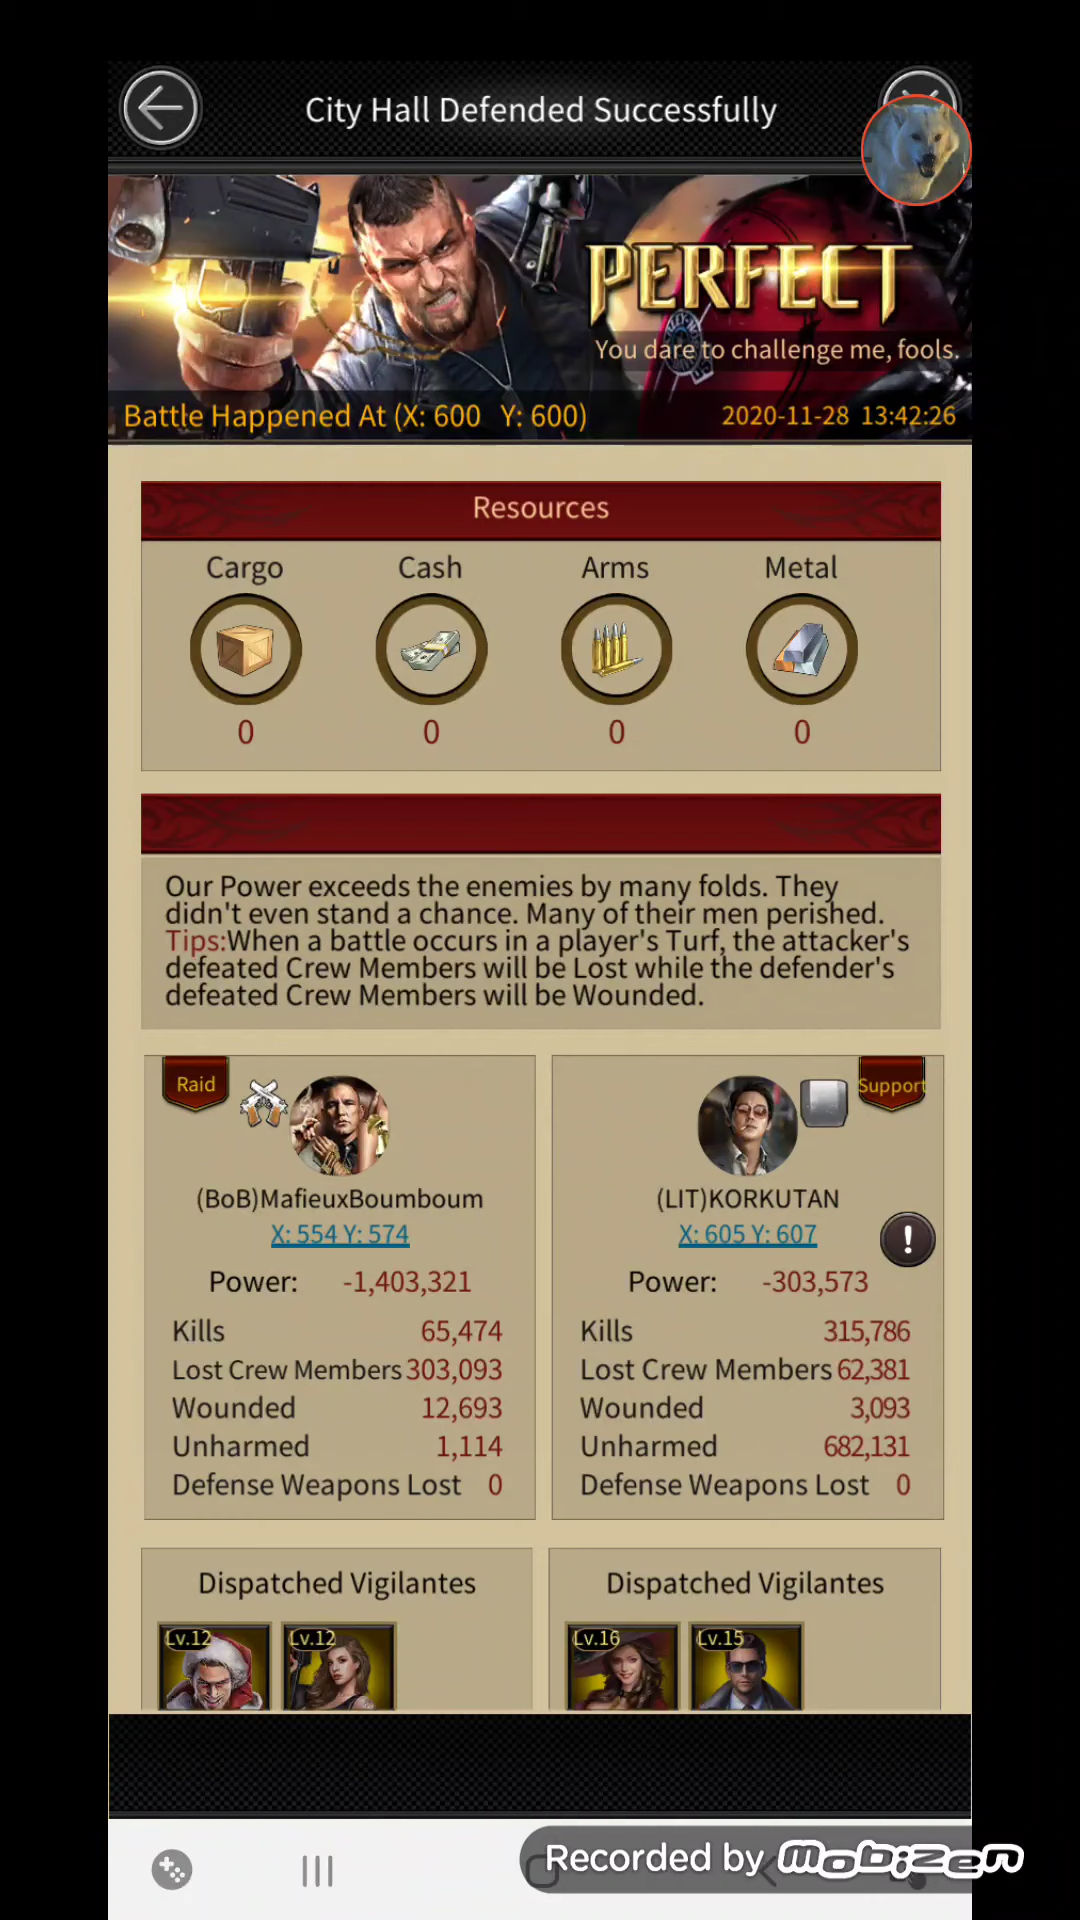 City Hall Defended Successfully
PERFECT
You dare to challenge me, fools.
Battle Happened At (X: 600 Y: 600)
2020-11-28 13:42:26
Resources
Cargo Cash Arms Metal
0 0 0 0
Our Power exceeds the enemies by many folds. They
didn't even stand a chance. Many of their men perished.
Tips:When a battle occurs in a player's Turf, the attacker's
defeated Crew Members will be Lost while the defender's
defeated Crew Members will be Wounded.
Raid
(BoB)MafieuxBoumboum
X: 554 Y: 574
Power: -1,403,321
Kills 65,474
Lost Crew Members 303,093
Wounded 12,693
Unharmed 1,114
Defense Weapons Lost 0
Support
(LIT)KORKUTAN
X: 605 Y: 607
!
Power: -303,573
Kills 315,786
Lost Crew Members 62,381
Wounded 3,093
Unharmed 682,131
Defense Weapons Lost 0
Dispatched Vigilantes
Lv.12 Lv.12
Dispatched Vigilantes
Lv.16 Lv.15
Recorded by Mobizen